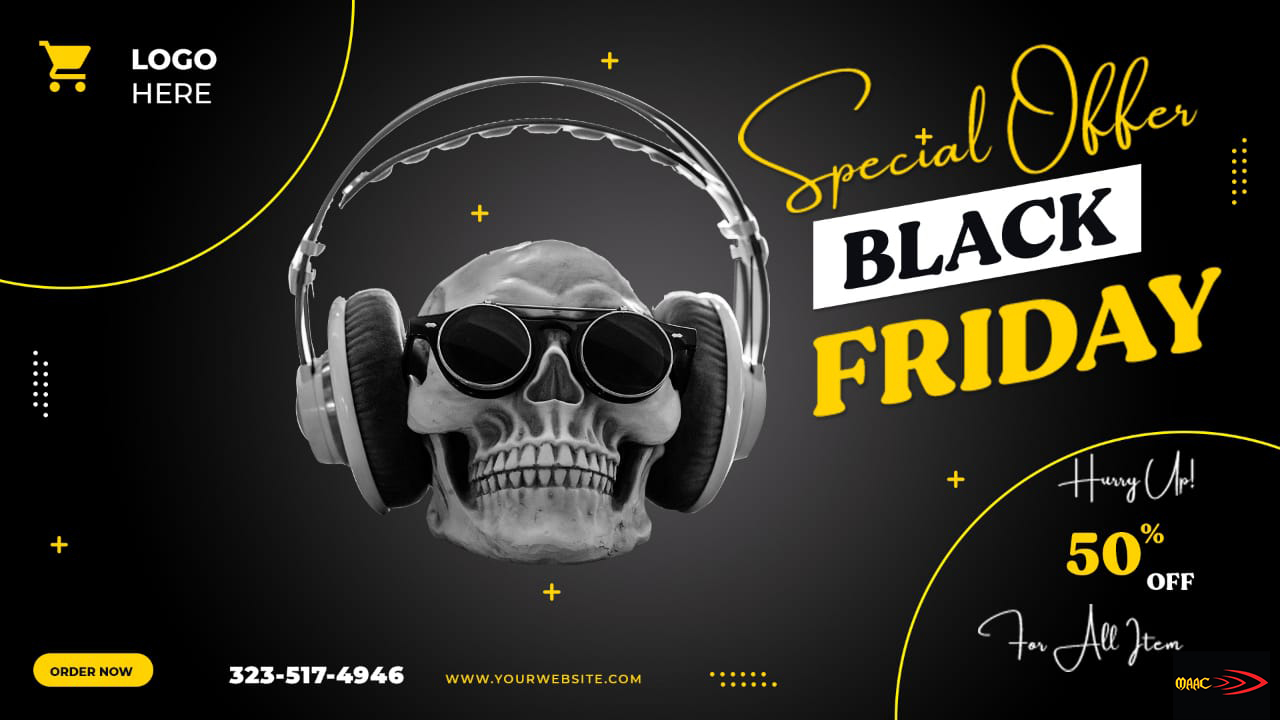 LOGO
HERE
Special Offer
BLACK
FRIDAY
Hurry Up!
50%
OFF
For All Item
ORDER NOW
323-517-4946
WWW.YOURWEBSITE.COM
MAAC